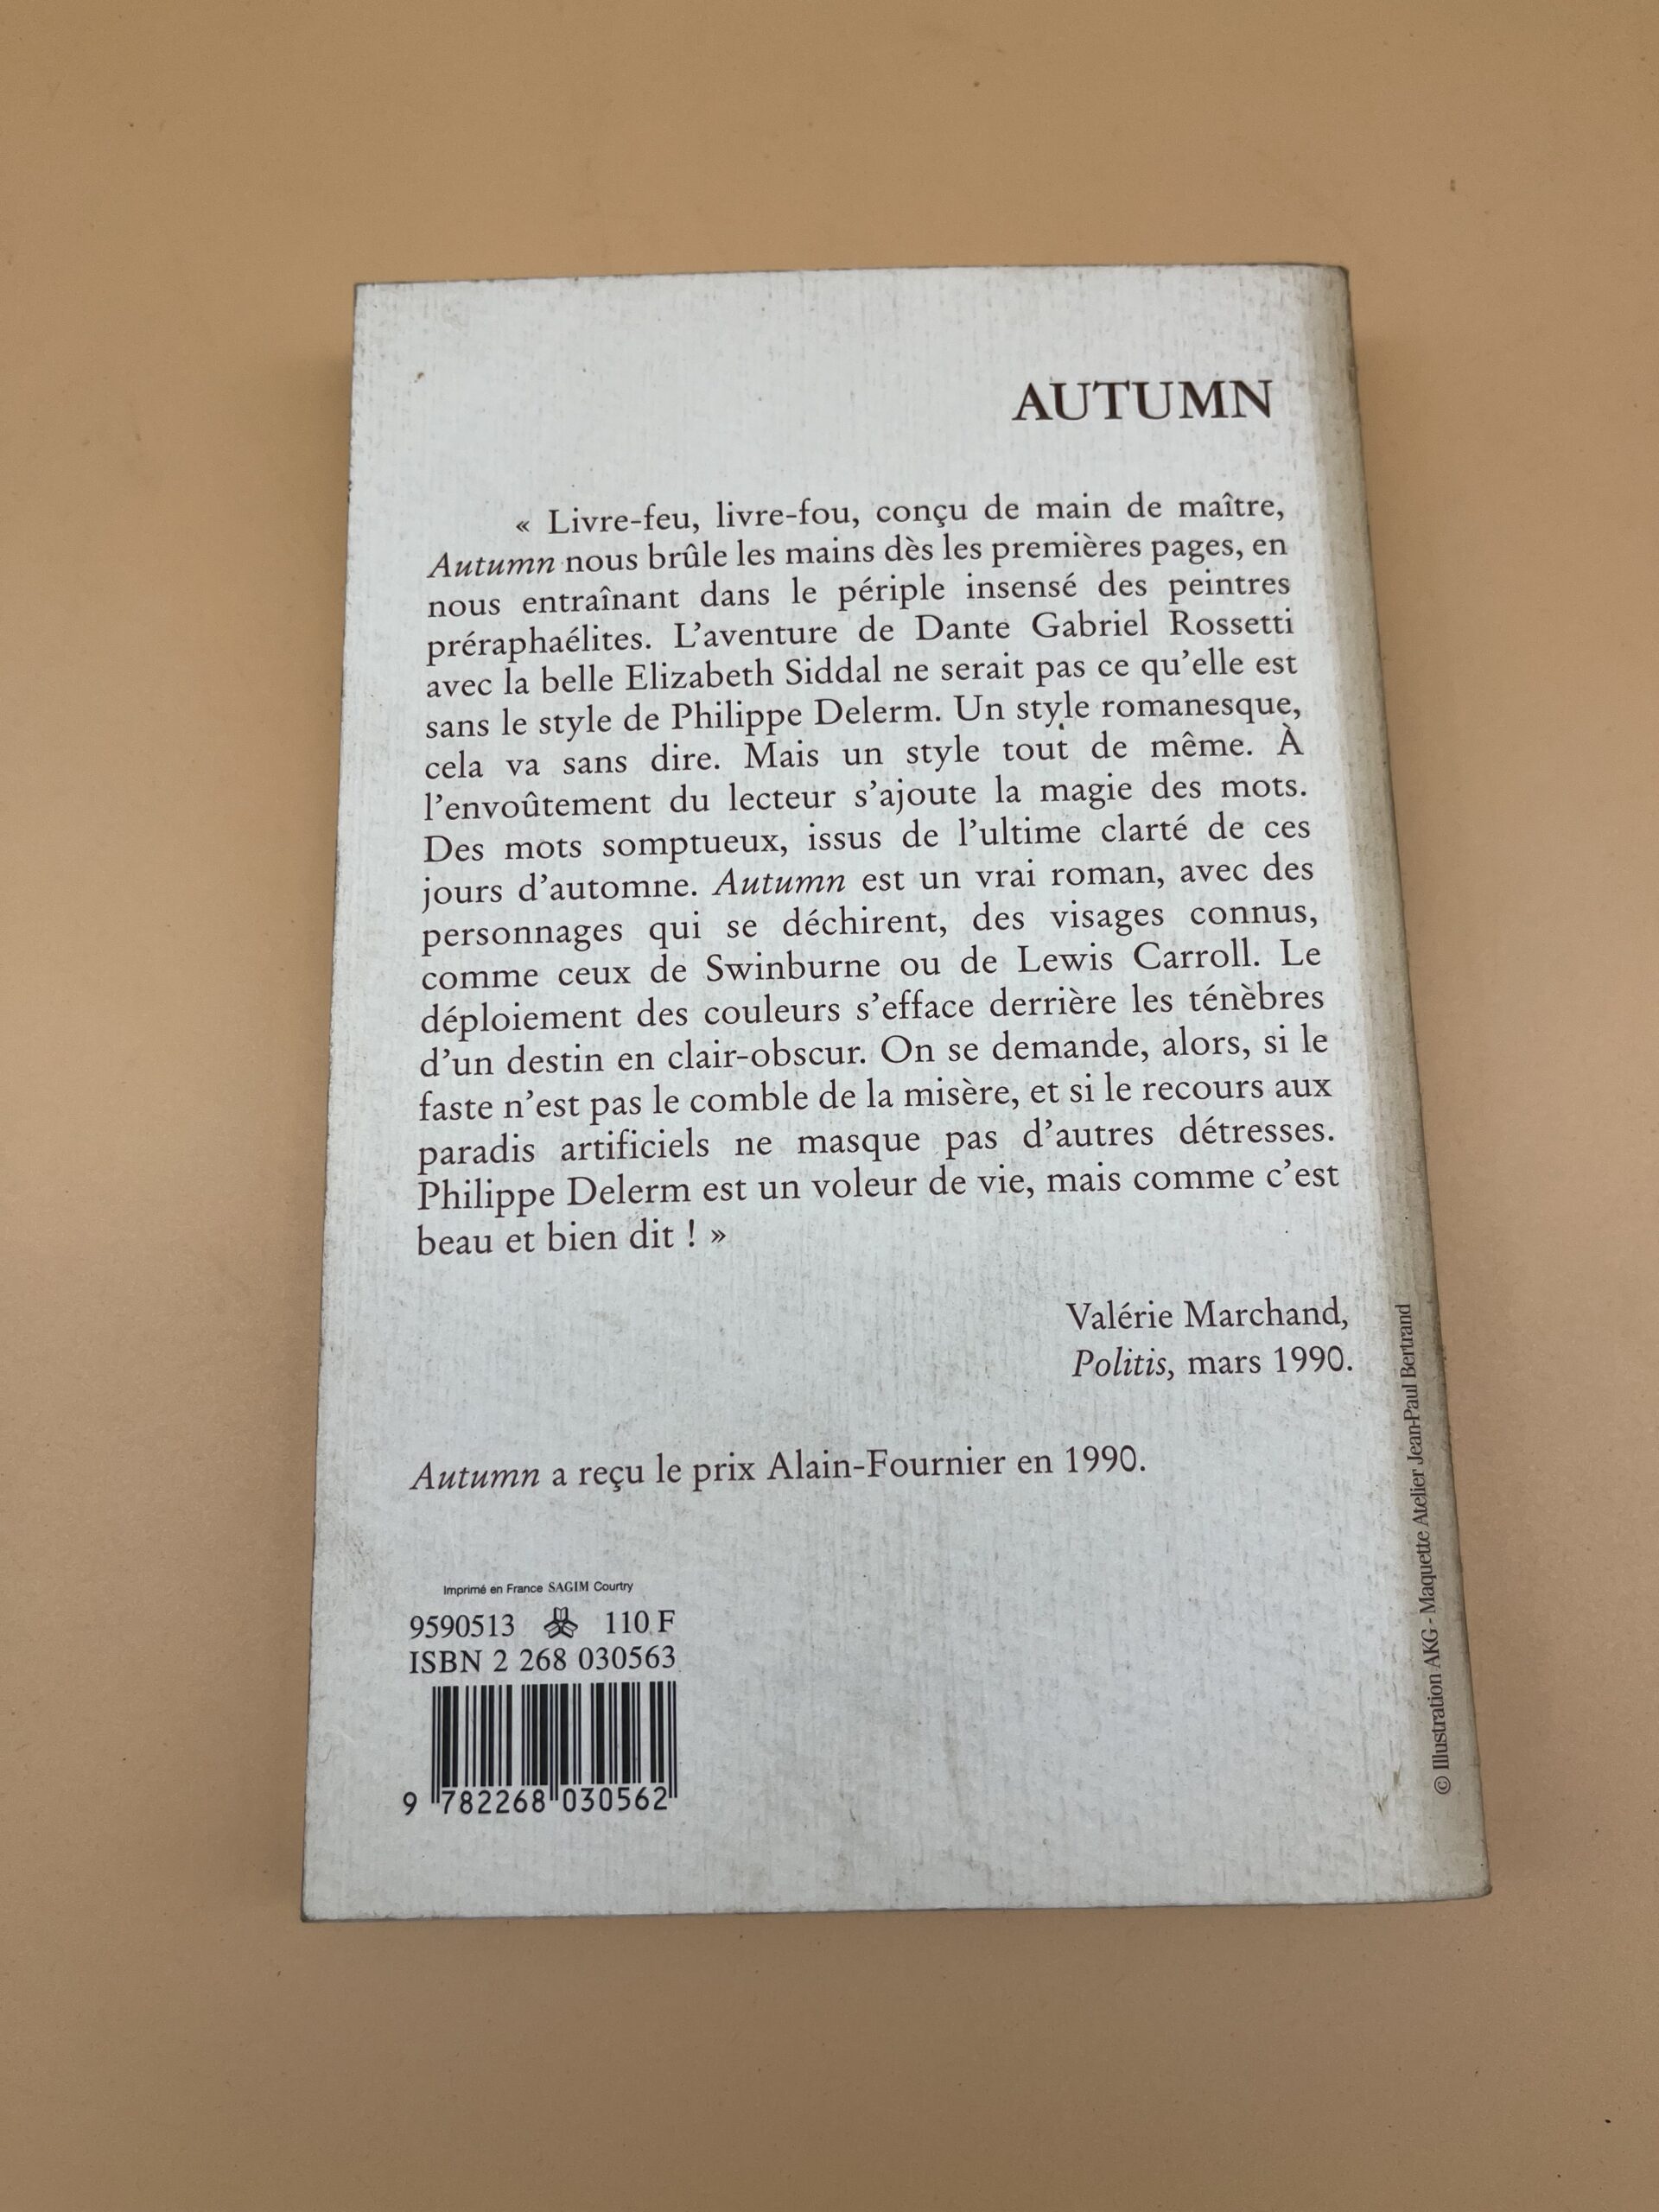 AUTUMN
« Livre-feu, livre-fou, conçu de main de maître,
Autumn nous brûle les mains dès les premières pages, en
nous entraînant dans le périple insensé des peintres
préraphaélites. L’aventure de Dante Gabriel Rossetti
avec la belle Elizabeth Siddal ne serait pas ce qu’elle est
sans le style de Philippe Delerm. Un style romanesque,
cela va sans dire. Mais un style tout de même. À
l’envoûtement du lecteur s’ajoute la magie des mots.
Des mots somptueux, issus de l’ultime clarté de ces
jours d’automne. Autumn est un vrai roman, avec des
personnages qui se déchirent, des visages connus,
comme ceux de Swinburne ou de Lewis Carroll. Le
déploiement des couleurs s’efface derrière les ténèbres
d’un destin en clair-obscur. On se demande, alors, si le
faste n’est pas le comble de la misère, et si le recours aux
paradis artificiels ne masque pas d’autres détresses.
Philippe Delerm est un voleur de vie, mais comme c’est
beau et bien dit ! »
Valérie Marchand,
Politis, mars 1990.
Autumn a reçu le prix Alain-Fournier en 1990.
Imprimé en France SAGIM Courtry
9590513 110 F
ISBN 2 268 030563
9 782268 030562
© Illustration AKG - Maquette Atelier Jean-Paul Bertrand